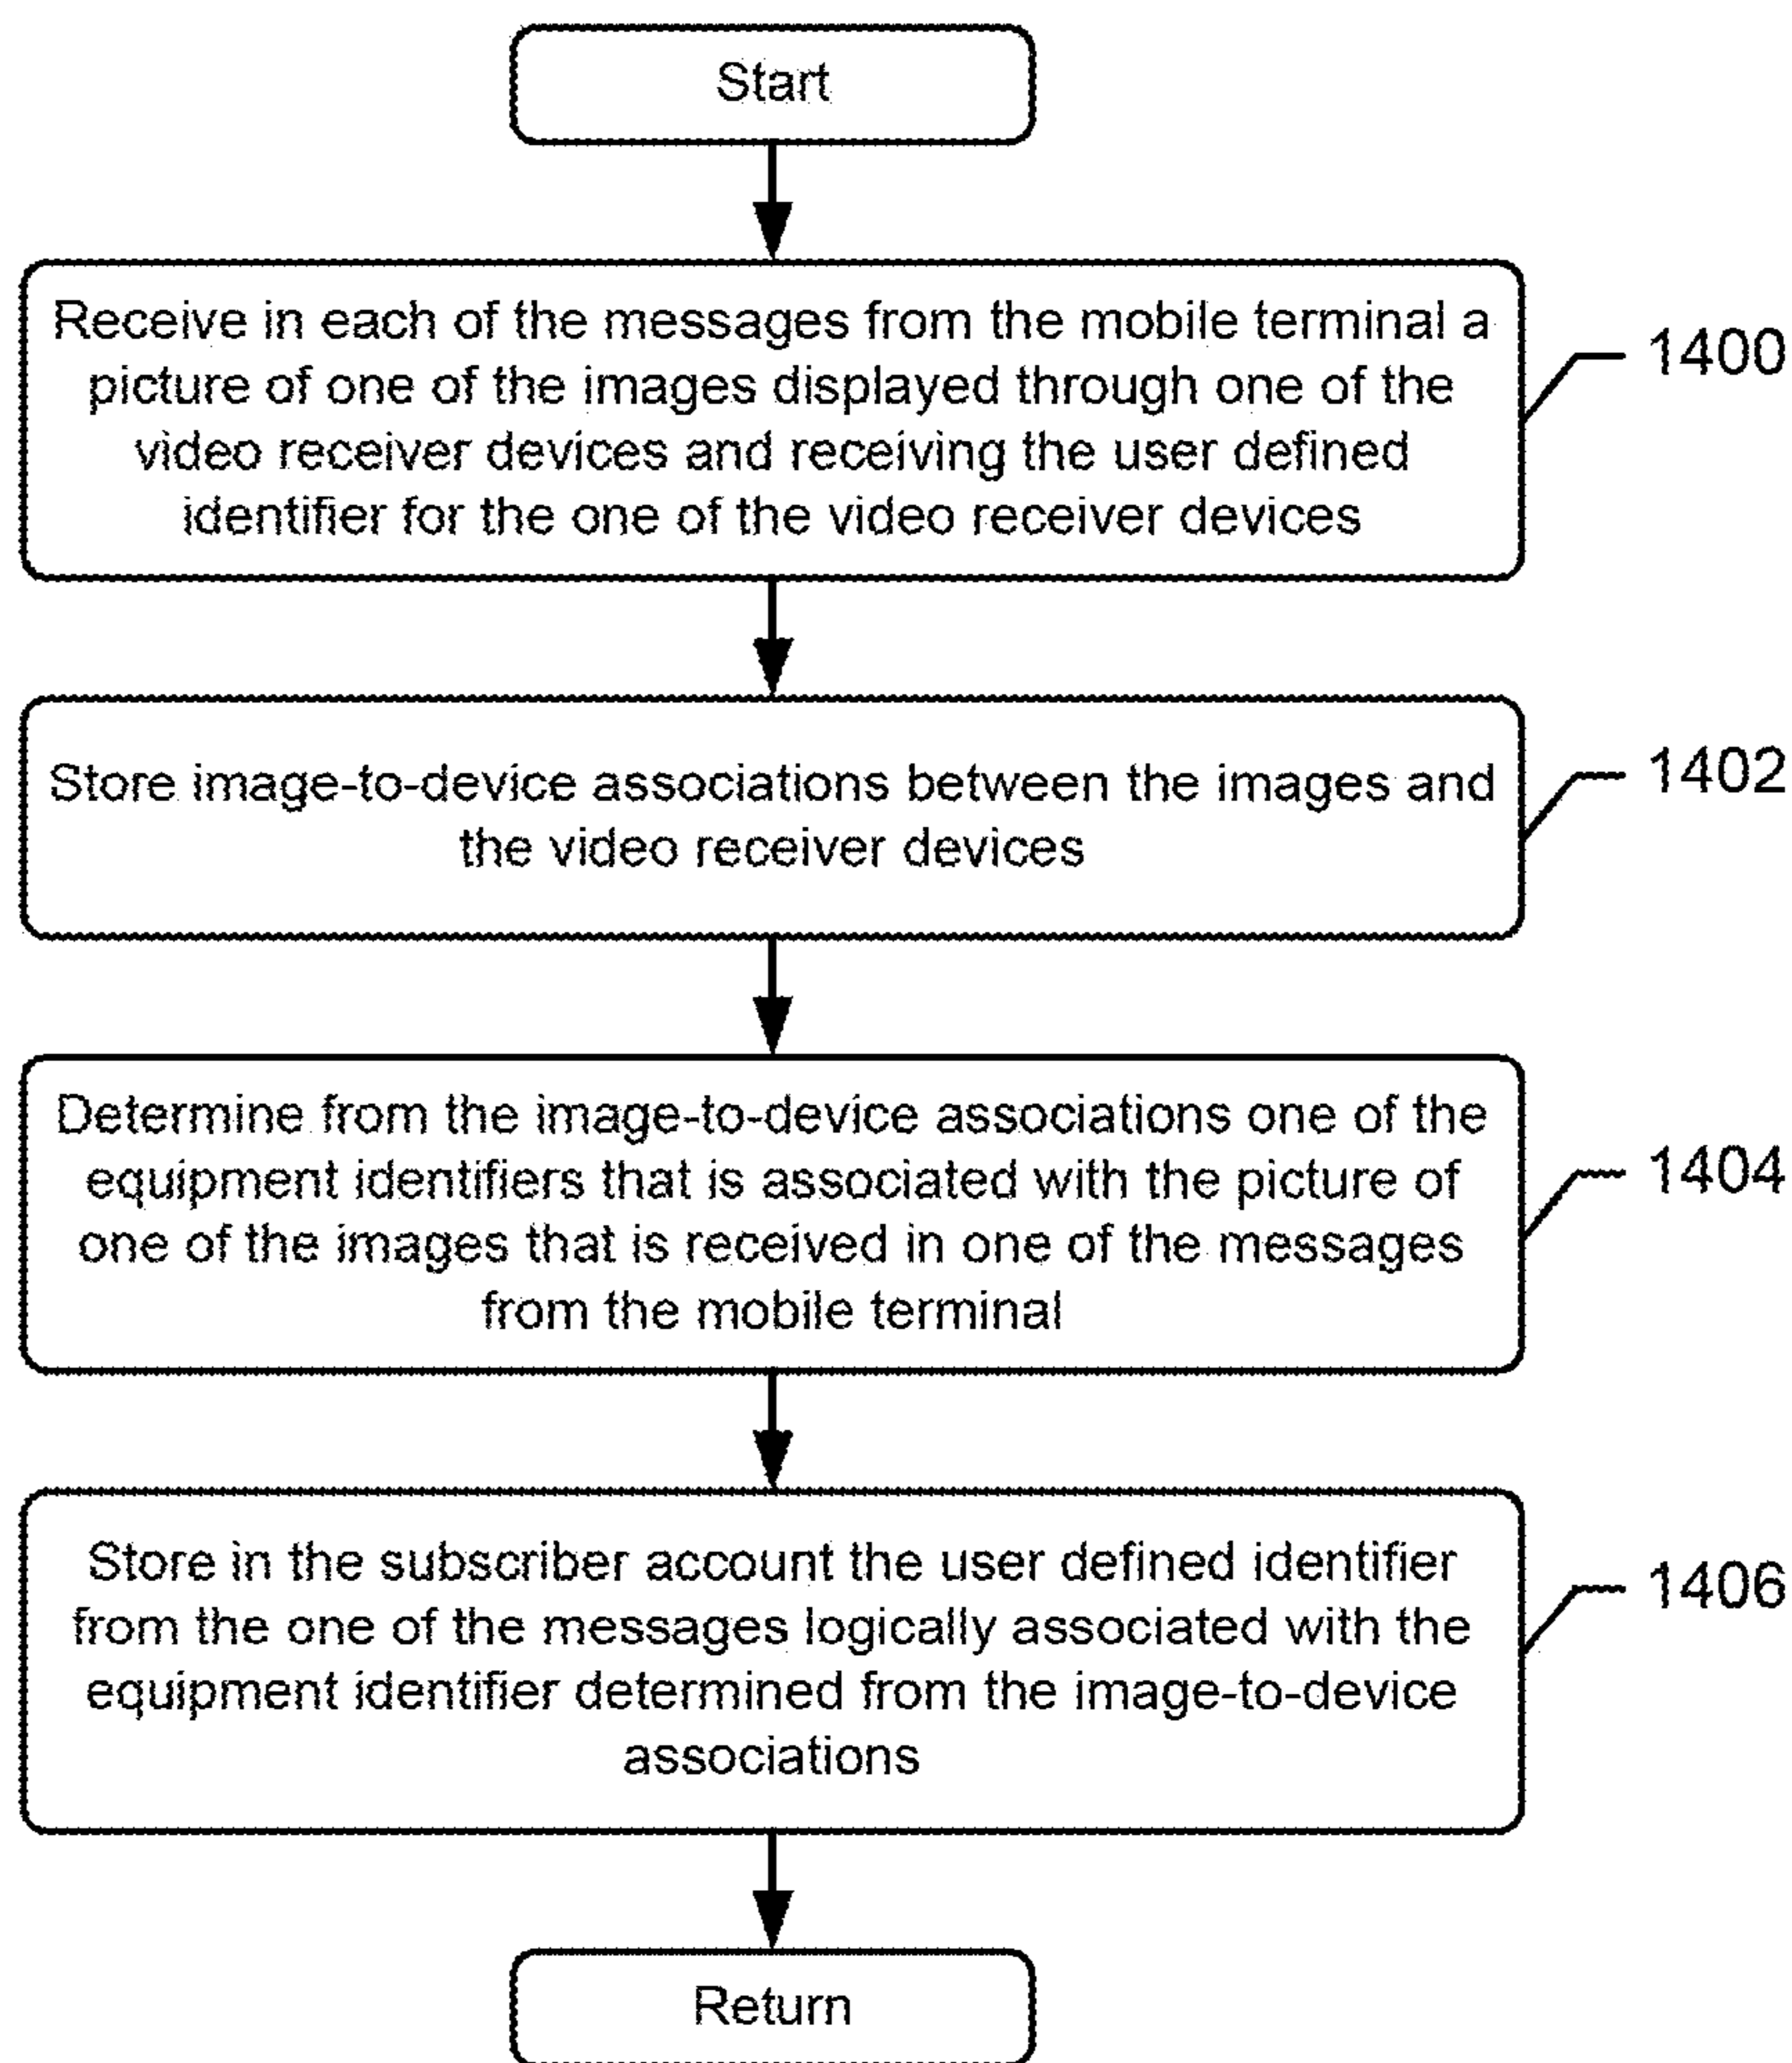 Start
Receive in each of the messages from the mobile terminal a
picture of one of the images displayed through one of the
video receiver devices and receiving the user defined
identifier for the one of the video receiver devices
1400
Store image-to-device associations between the images and
the video receiver devices
1402
Determine from the image-to-device associations one of the
equipment identifiers that is associated with the picture of
one of the images that is received in one of the messages
from the mobile terminal
1404
Store in the subscriber account the user defined identifier
from the one of the messages logically associated with the
equipment identifier determined from the image-to-device
associations
1406
Return